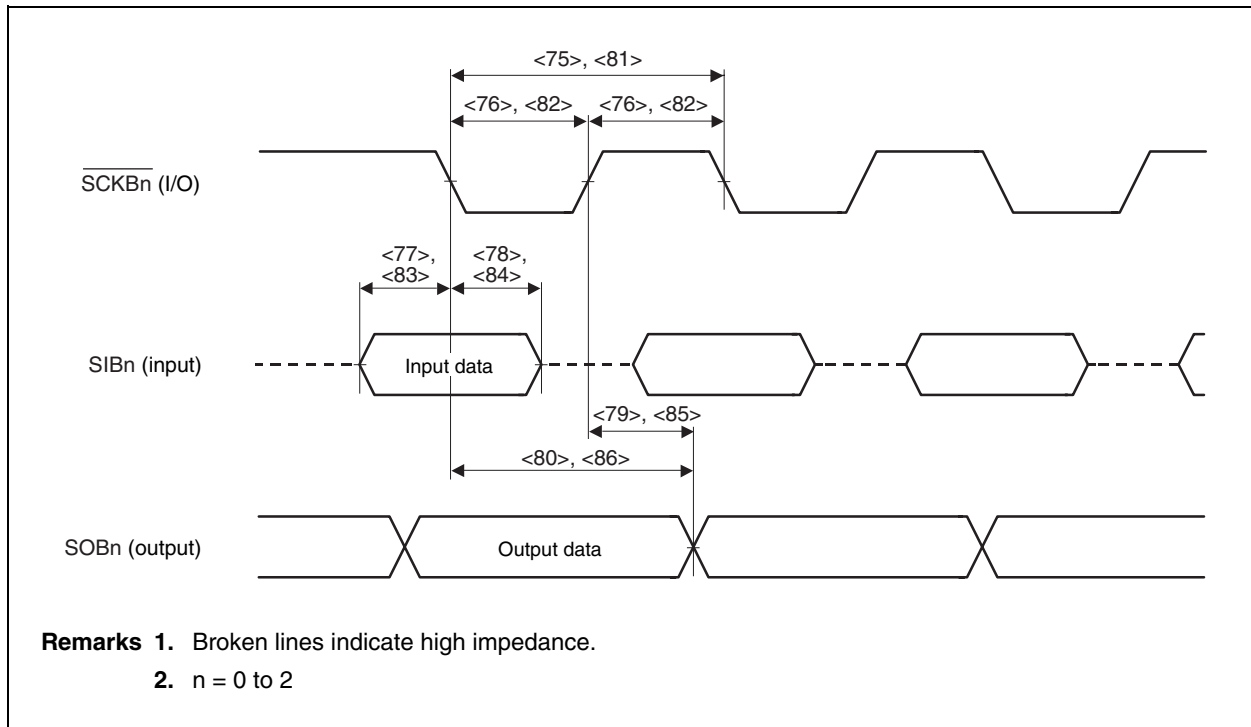 <75>, <81>
<76>, <82> <76>, <82>
SCKBn (I/O)
<77>, <83>
<78>, <84>
SIBn (input)
Input data
<79>, <85>
<80>, <86>
SOBn (output)
Output data
Remarks 1. Broken lines indicate high impedance.
2. n = 0 to 2